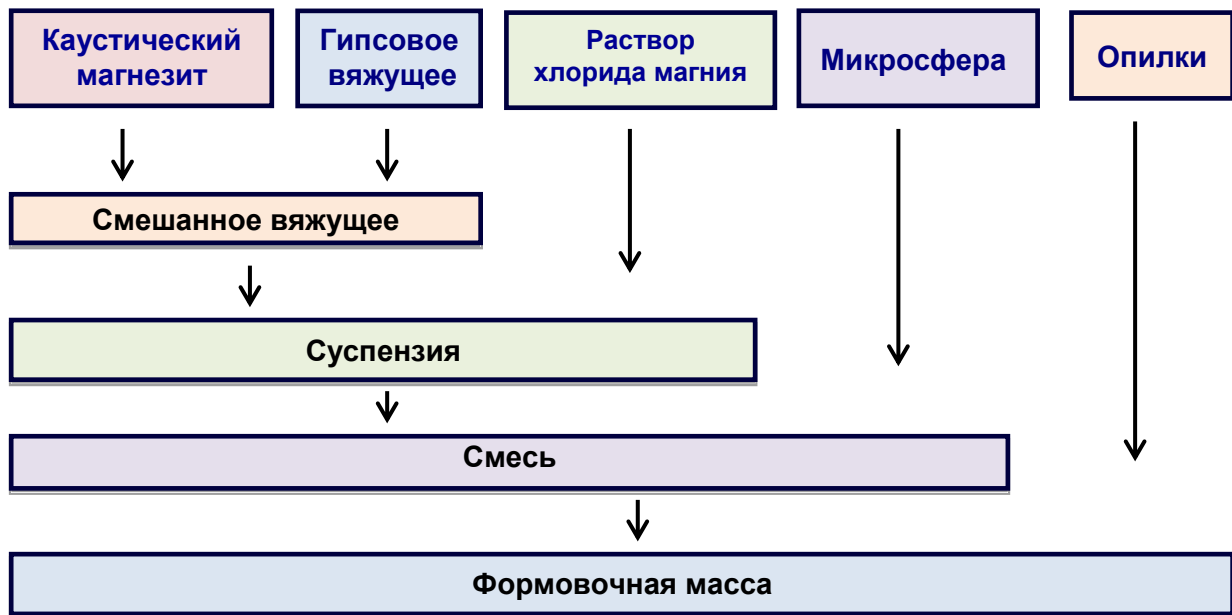 Каустический
магнезит
Гипсовое
вяжущее
Раствор
хлорида магния
Микросфера
Опилки
Смешанное вяжущее
Суспензия
Смесь
Формовочная масса